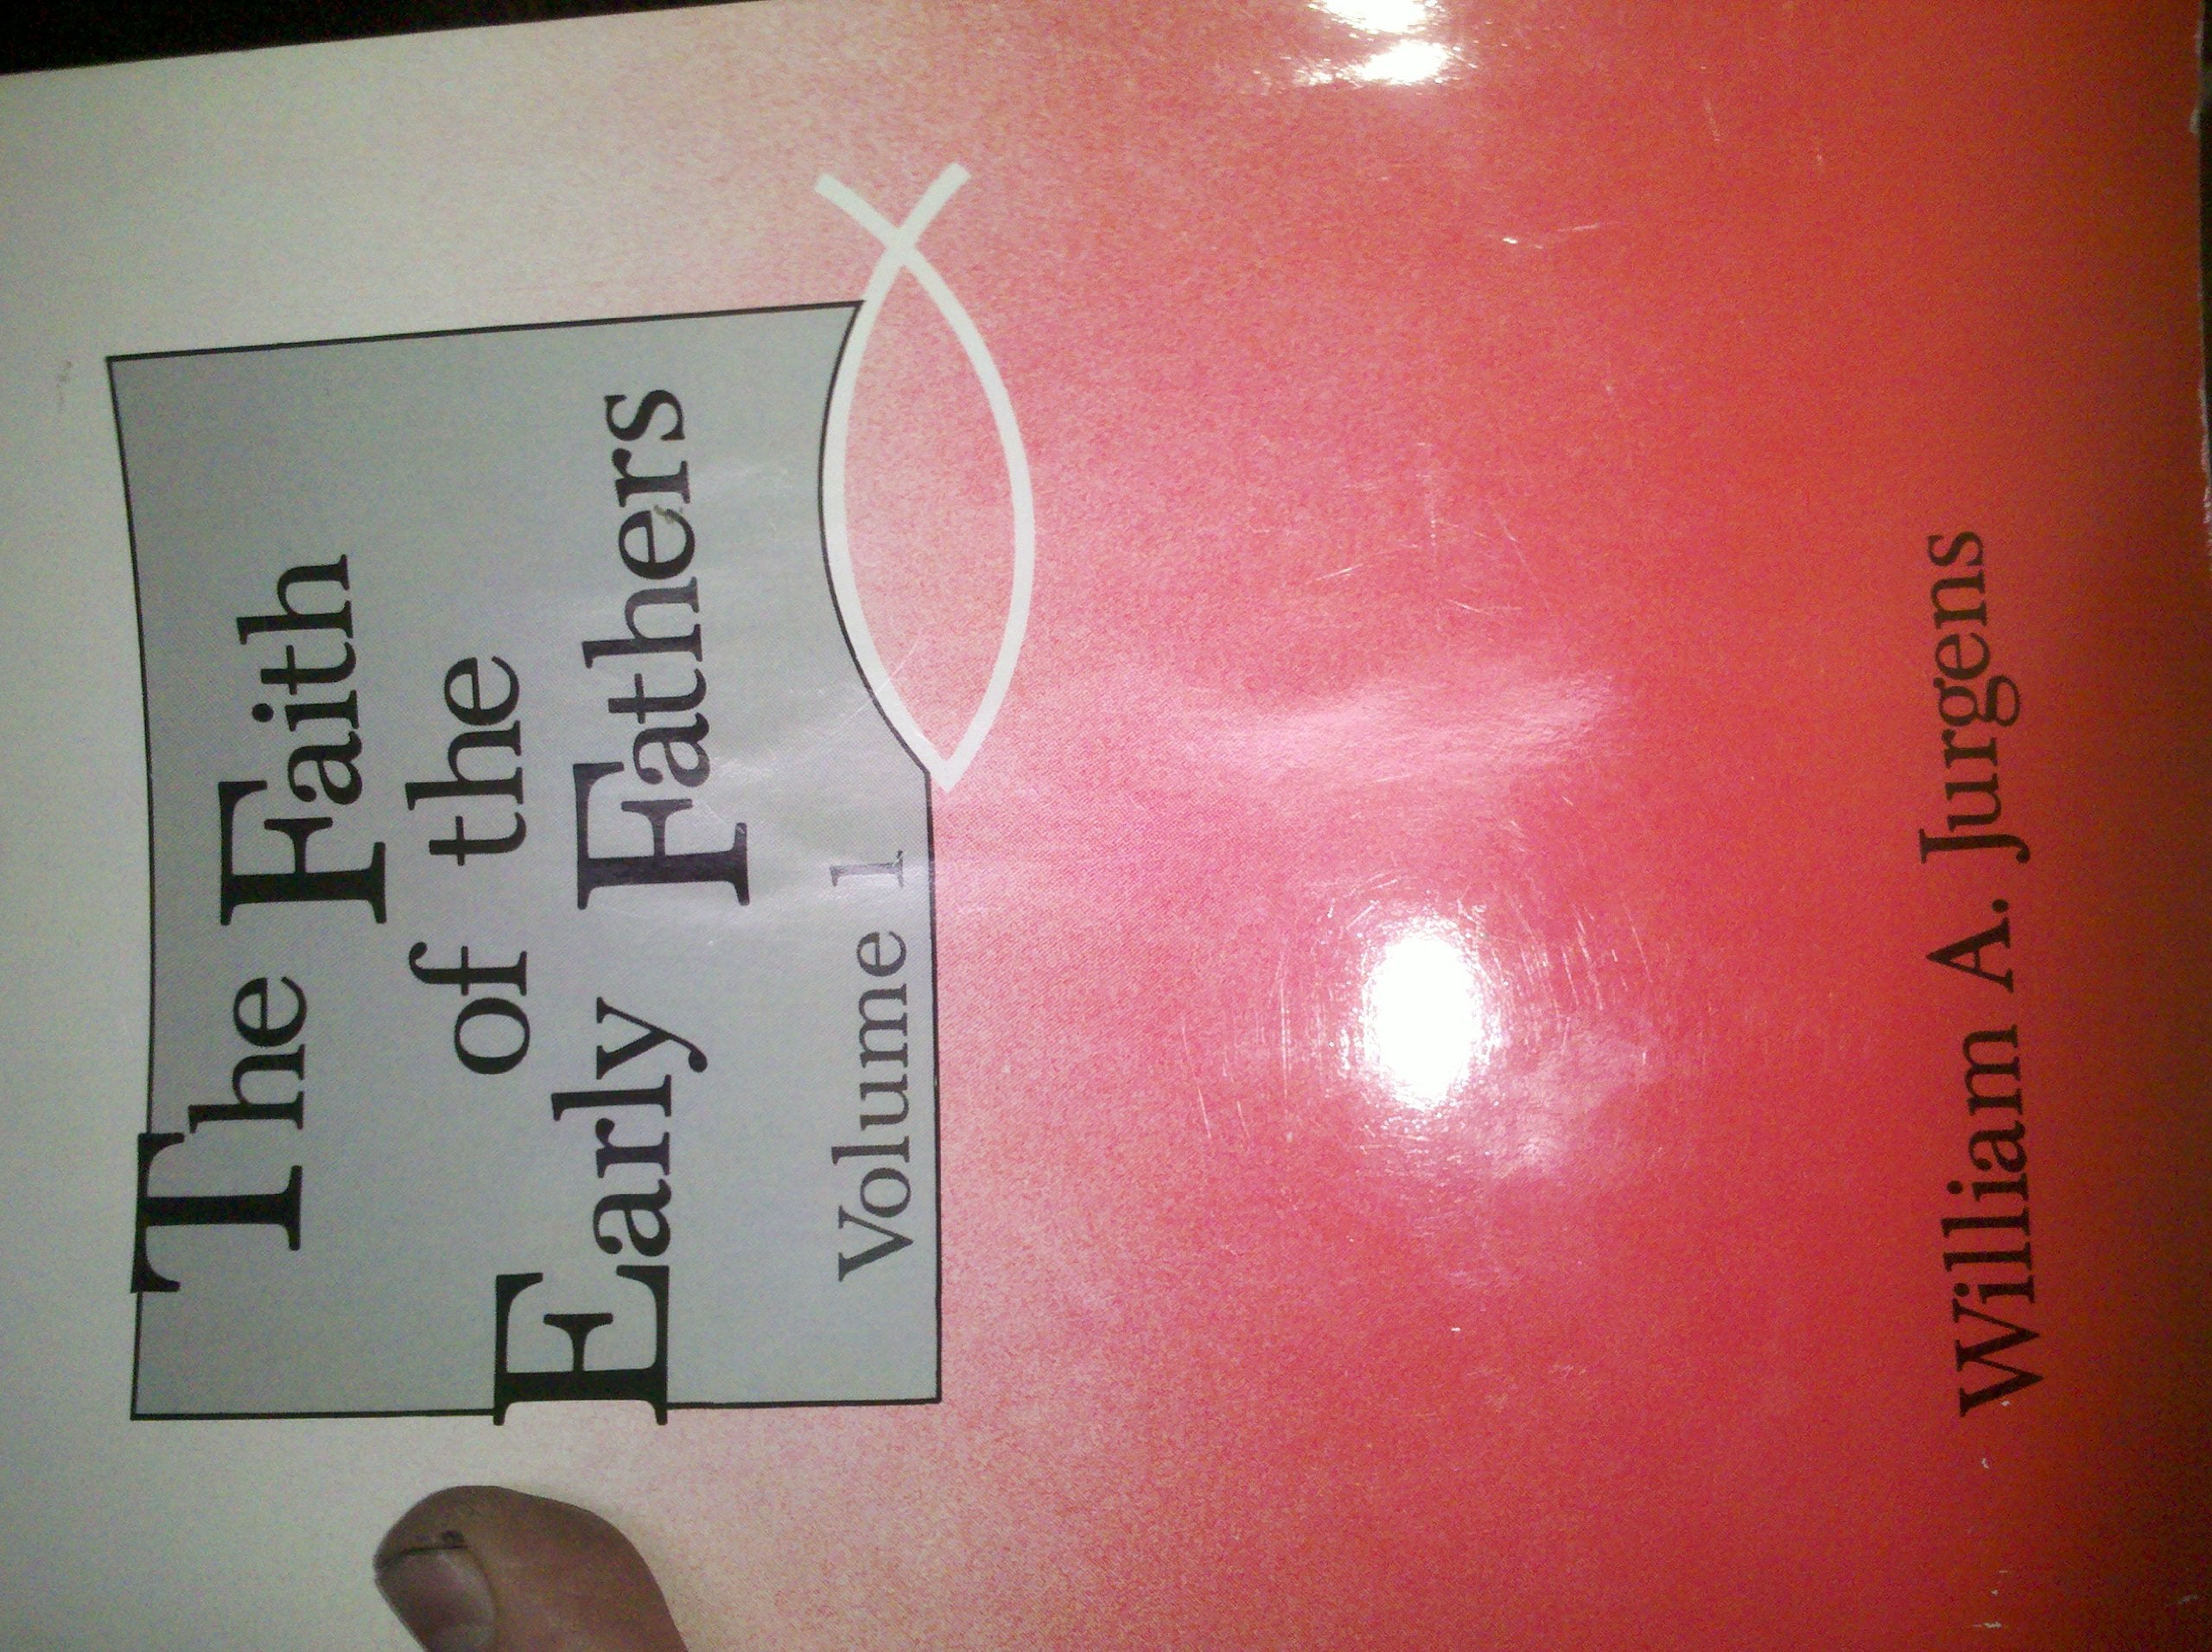 The Faith
of the
Early Fathers
Volume 1
William A. Jurgens